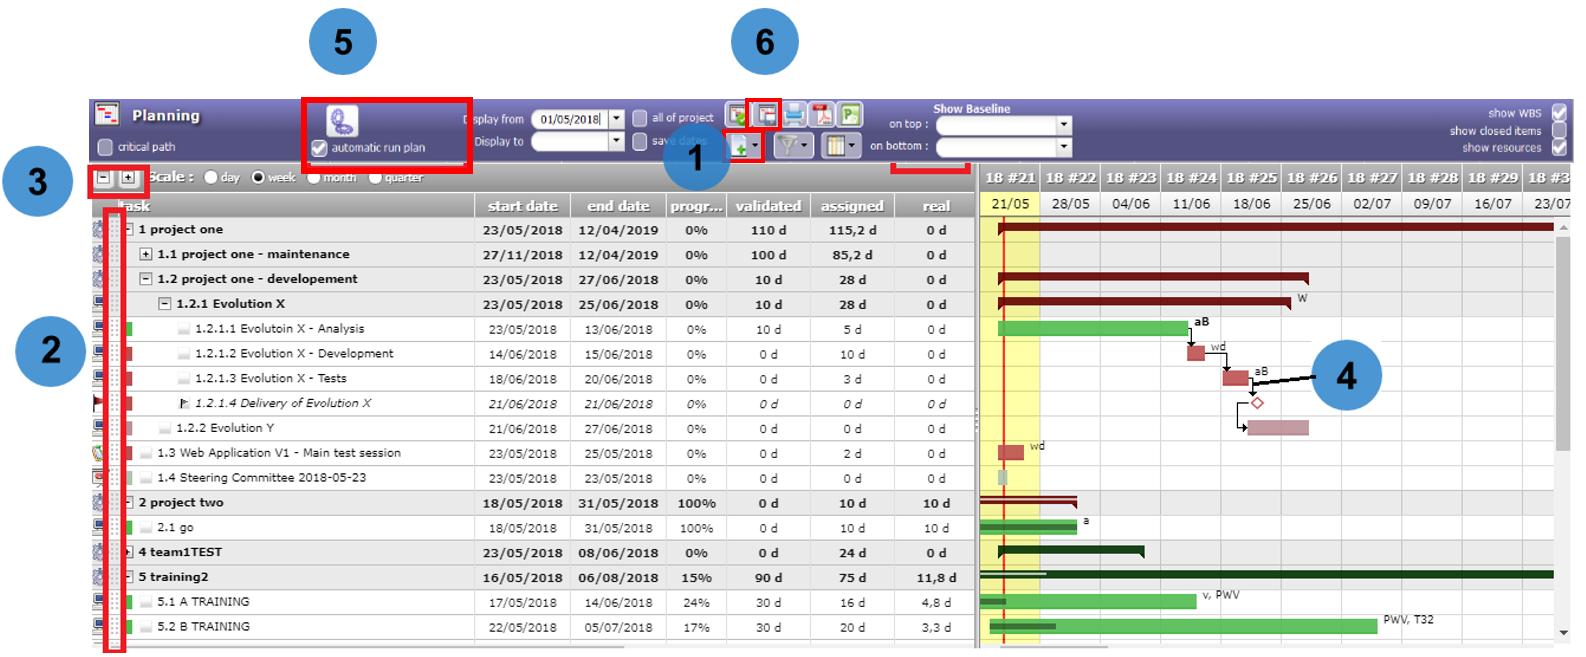 5
6
Planning
Display from 01/05/2018 all of project
Show Baseline
on top :
show WBS
critical path
automatic run plan
Display to save dates
1
on bottom :
show closed items
show resources
3
Scale : day week month quarter
18 #21 18 #22 18 #23 18 #24 18 #25 18 #26 18 #27 18 #28 18 #29 18 #3
task start date end date progr... validated assigned real 21/05 28/05 04/06 11/06 18/06 25/06 02/07 09/07 16/07 23/07
1 project one 23/05/2018 12/04/2019 0% 110 d 115,2 d 0 d
1.1 project one - maintenance 27/11/2018 12/04/2019 0% 100 d 85,2 d 0 d
1.2 project one - developement 23/05/2018 27/06/2018 0% 10 d 28 d 0 d
1.2.1 Evolution X 23/05/2018 25/06/2018 0% 10 d 28 d 0 d W
1.2.1.1 Evolutoin X - Analysis 23/05/2018 13/06/2018 0% 10 d 5 d 0 d aB
2
1.2.1.2 Evolution X - Development 14/06/2018 15/06/2018 0% 0 d 10 d 0 d wd
1.2.1.3 Evolution X - Tests 18/06/2018 20/06/2018 0% 0 d 3 d 0 d aB
4
1.2.1.4 Delivery of Evolution X 21/06/2018 21/06/2018 0% 0 d 0 d 0 d
1.2.2 Evolution Y 21/06/2018 27/06/2018 0% 0 d 0 d 0 d
1.3 Web Application V1 - Main test session 23/05/2018 25/05/2018 0% 0 d 2 d 0 d wd
1.4 Steering Committee 2018-05-23 23/05/2018 23/05/2018 0% 0 d 0 d 0 d
2 project two 18/05/2018 31/05/2018 100% 0 d 10 d 10 d
2.1 go 18/05/2018 31/05/2018 100% 0 d 10 d 10 d a
4 team1TEST 23/05/2018 08/06/2018 0% 0 d 24 d 0 d
5 training2 16/05/2018 06/08/2018 15% 90 d 75 d 11,8 d
5.1 A TRAINING 17/05/2018 14/06/2018 24% 30 d 16 d 4,8 d v, PWV
5.2 B TRAINING 22/05/2018 05/07/2018 17% 30 d 20 d 3,3 d PWV, T32